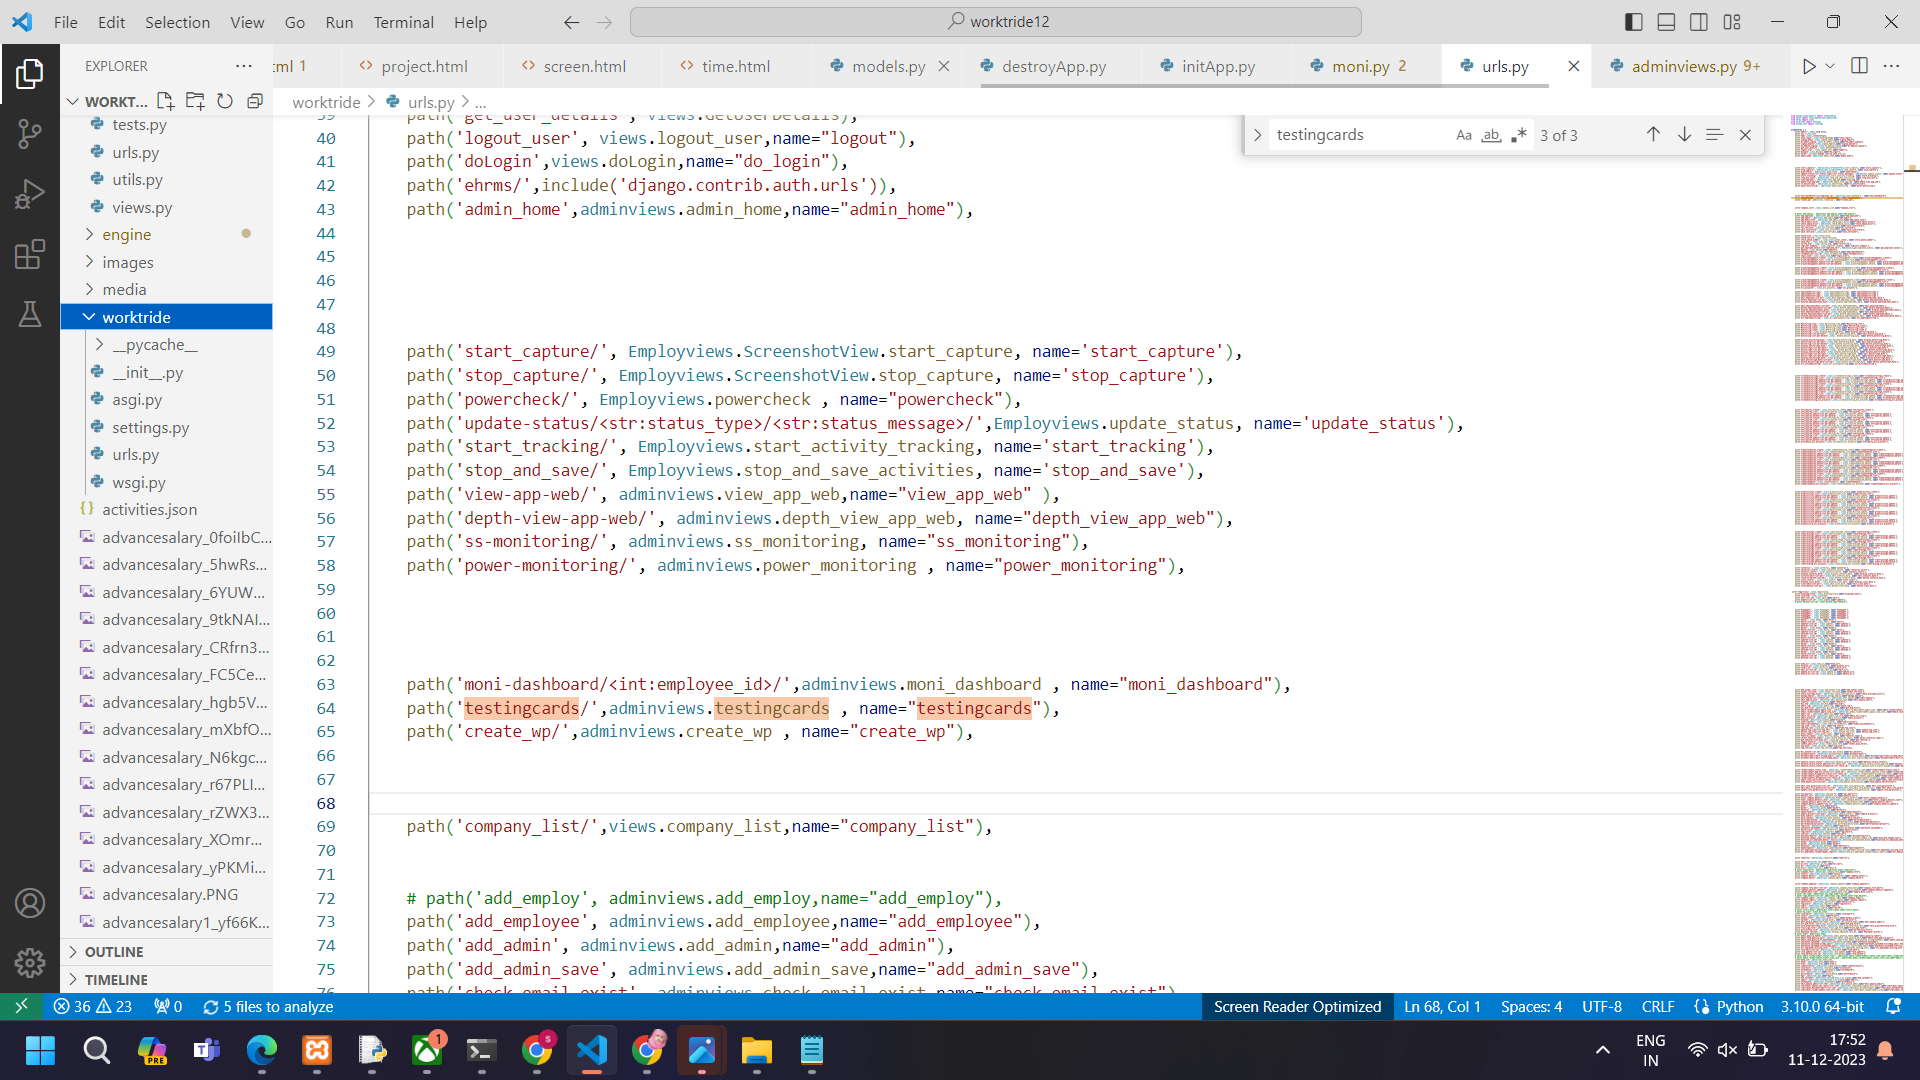 File Edit Selection View Go Run Terminal Help
worktride12
EXPLORER
tml 1
project.html
screen.html
time.html
models.py
destroyApp.py
initApp.py
moni.py 2
urls.py
adminviews.py 9+
WORKT...
worktride > urls.py > ...
testingcards
Aa ab .*
3 of 3
tests.py
urls.py
utils.py
views.py
engine
images
media
worktride
__pycache__
__init__.py
asgi.py
settings.py
urls.py
wsgi.py
{} activities.json
advancesalary_0foiIbC...
advancesalary_5hwRs...
advancesalary_6YUW...
advancesalary_9tkNAI...
advancesalary_CRfrn3...
advancesalary_FC5Ce...
advancesalary_hgb5V...
advancesalary_mXbfO...
advancesalary_N6kgc...
advancesalary_r67PLI...
advancesalary_rZWX3...
advancesalary_XOmr...
advancesalary_yPKMi...
advancesalary.PNG
advancesalary1_yf66K...
OUTLINE
TIMELINE
39 path('get_user_details', views.GetUserDetails),
40 path('logout_user', views.logout_user,name="logout"),
41 path('doLogin',views.doLogin,name="do_login"),
42 path('ehrms/',include('django.contrib.auth.urls')),
43 path('admin_home',adminviews.admin_home,name="admin_home"),
44
45
46
47
48
49 path('start_capture/', Employviews.ScreenshotView.start_capture, name='start_capture'),
50 path('stop_capture/', Employviews.ScreenshotView.stop_capture, name='stop_capture'),
51 path('powercheck/', Employviews.powercheck , name="powercheck"),
52 path('update-status/<str:status_type>/<str:status_message>/',Employviews.update_status, name='update_status'),
53 path('start_tracking/', Employviews.start_activity_tracking, name='start_tracking'),
54 path('stop_and_save/', Employviews.stop_and_save_activities, name='stop_and_save'),
55 path('view-app-web/', adminviews.view_app_web,name="view_app_web" ),
56 path('depth-view-app-web/', adminviews.depth_view_app_web, name="depth_view_app_web"),
57 path('ss-monitoring/', adminviews.ss_monitoring, name="ss_monitoring"),
58 path('power-monitoring/', adminviews.power_monitoring , name="power_monitoring"),
59
60
61
62
63 path('moni-dashboard/<int:employee_id>/',adminviews.moni_dashboard , name="moni_dashboard"),
64 path('testingcards/',adminviews.testingcards , name="testingcards"),
65 path('create_wp/',adminviews.create_wp , name="create_wp"),
66
67
68
69 path('company_list/',views.company_list,name="company_list"),
70
71
72 # path('add_employ', adminviews.add_employ,name="add_employ"),
73 path('add_employee', adminviews.add_employee,name="add_employee"),
74 path('add_admin', adminviews.add_admin,name="add_admin"),
75 path('add_admin_save', adminviews.add_admin_save,name="add_admin_save"),
76 path('check_email_exist', adminviews.check_email_exist,name="check_email_exist"),
36 23 0 5 files to analyze
Screen Reader Optimized Ln 68, Col 1 Spaces: 4 UTF-8 CRLF {} Python 3.10.0 64-bit
PRE
1
$
ENG
IN
17:52
11-12-2023